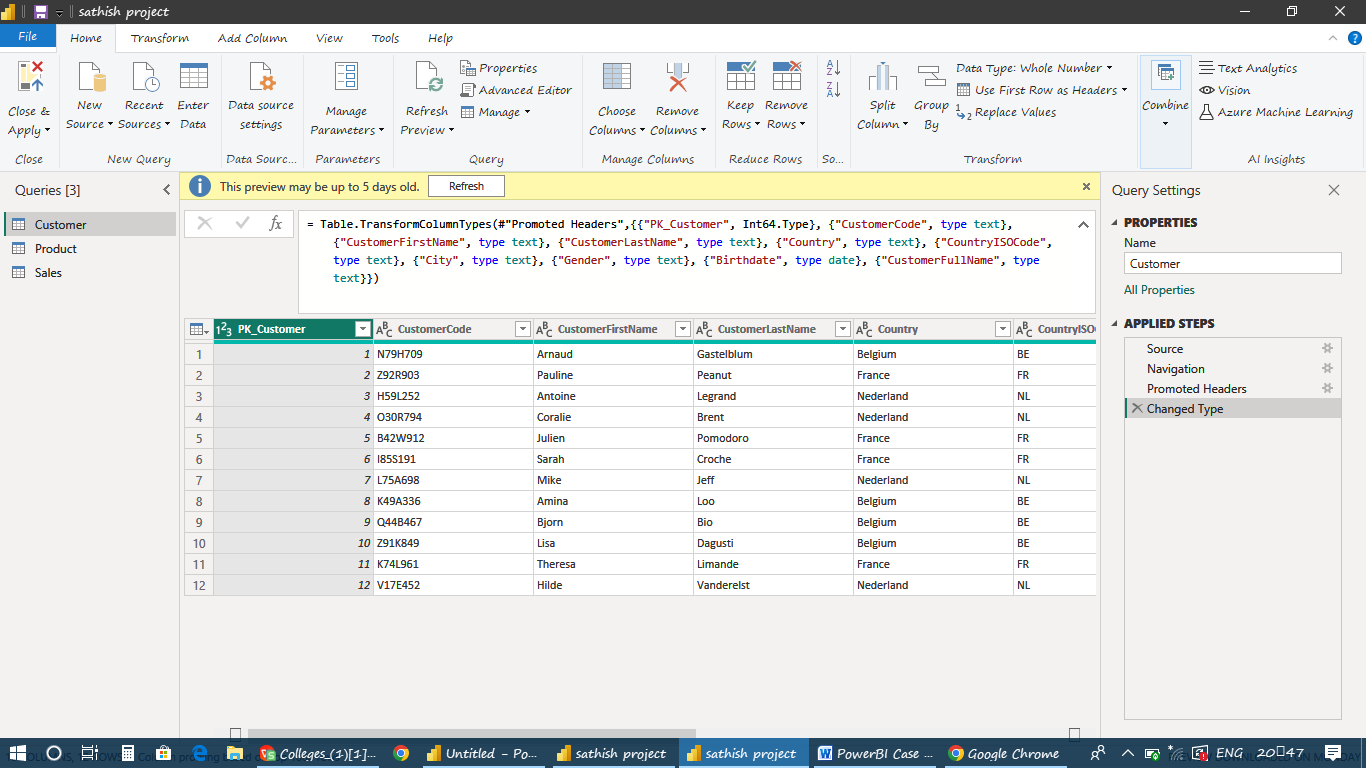 sathish project
File Home Transform Add Column View Tools Help
Close & Apply
Close
New Source
Recent Sources
Enter Data
New Query
Data source settings
Data Sourc...
Manage Parameters
Parameters
Refresh Preview
Properties
Advanced Editor
Manage
Query
Choose Columns
Remove Columns
Manage Columns
Keep Rows
Remove Rows
Reduce Rows
So...
Split Column
Group By
Data Type: Whole Number
Use First Row as Headers
Replace Values
Transform
Combine
Text Analytics
Vision
Azure Machine Learning
AI Insights
Queries [3]
Customer
Product
Sales
This preview may be up to 5 days old. Refresh
= Table.TransformColumnTypes(#"Promoted Headers",{{"PK_Customer", Int64.Type}, {"CustomerCode", type text},
{"CustomerFirstName", type text}, {"CustomerLastName", type text}, {"Country", type text}, {"CountryISOCode",
type text}, {"City", type text}, {"Gender", type text}, {"Birthdate", type date}, {"CustomerFullName", type
text}})
PK_Customer CustomerCode CustomerFirstName CustomerLastName Country CountryISO
1 1 N79H709 Arnaud Gastelblum Belgium BE
2 2 Z92R903 Pauline Peanut France FR
3 3 H59L252 Antoine Legrand Nederland NL
4 4 O30R794 Coralie Brent Nederland NL
5 5 B42W912 Julien Pomodoro France FR
6 6 I85S191 Sarah Croche France FR
7 7 L75A698 Mike Jeff Nederland NL
8 8 K49A336 Amina Loo Belgium BE
9 9 Q44B467 Bjorn Bio Belgium BE
10 10 Z91K849 Lisa Dagusti Belgium BE
11 11 K74L961 Theresa Limande France FR
12 12 V17E452 Hilde Vanderelst Nederland NL
Query Settings
PROPERTIES
Name
Customer
All Properties
APPLIED STEPS
Source
Navigation
Promoted Headers
Changed Type
Colleges_(1)[1]... Untitled - Po... sathish project sathish project PowerBI Case ... Google Chrome ENG 20 47